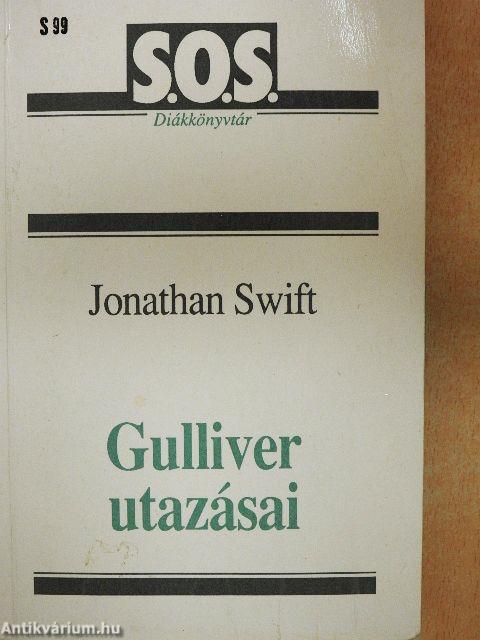 S 99
S.O.S.
Diákkönyvtár
Jonathan Swift
Gulliver
utazásai
Antikvárium.hu